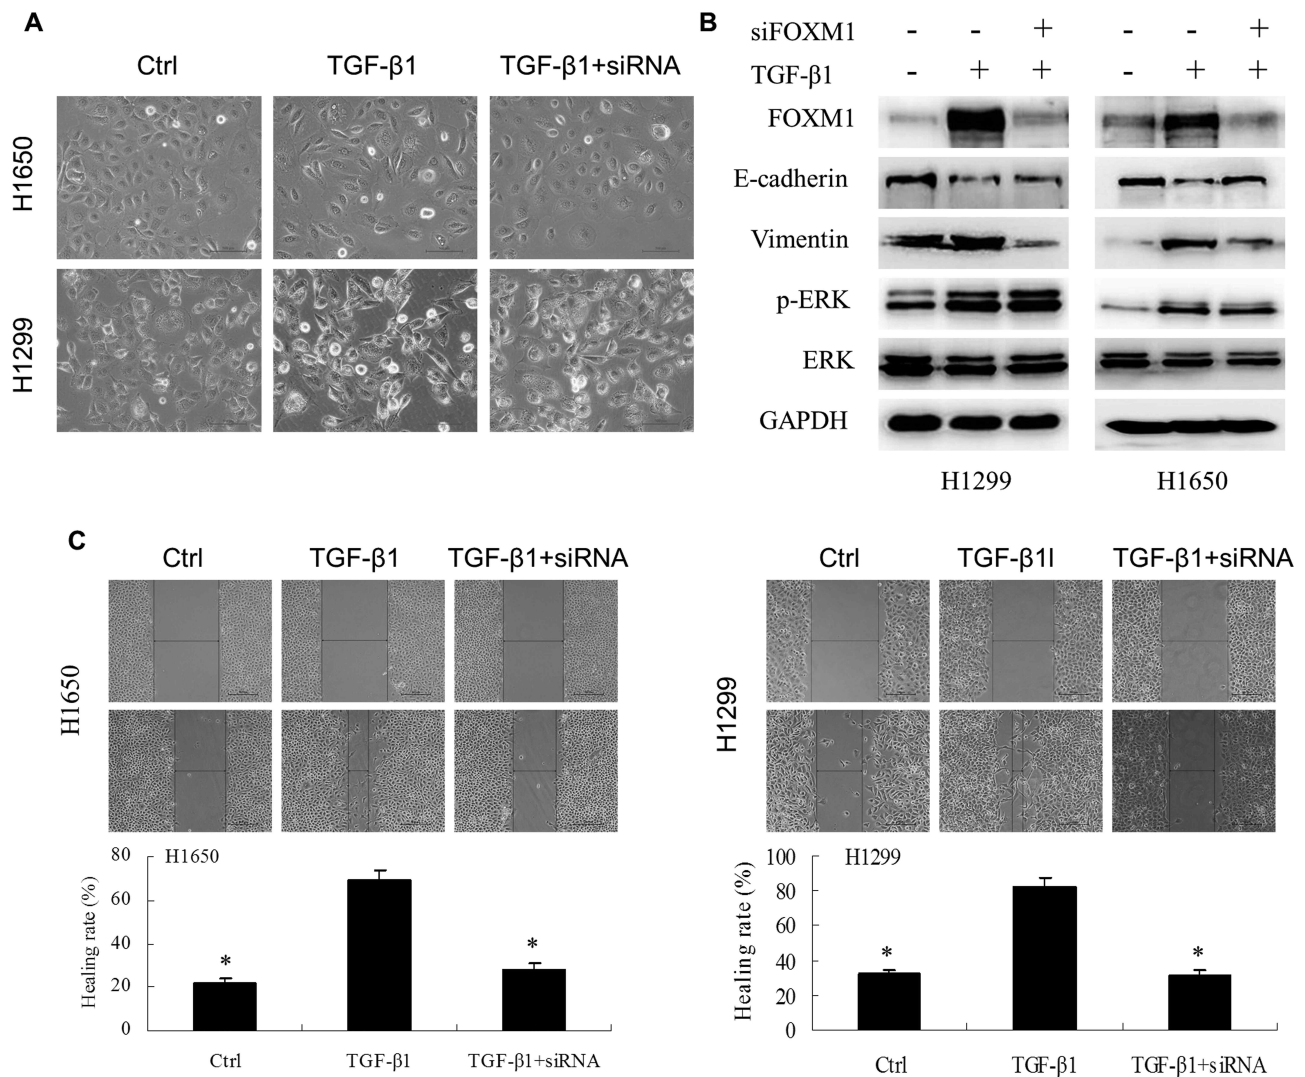 A
Ctrl TGF-β1 TGF-β1+siRNA
H1650
H1299
B
siFOXM1 - - + - - +
TGF-β1 - + + - + +
FOXM1
E-cadherin
Vimentin
p-ERK
ERK
GAPDH
H1299 H1650
C
Ctrl TGF-β1 TGF-β1+siRNA
H1650
H1650
Healing rate (%)
80
60
40
20
0
* *
Ctrl TGF-β1 TGF-β1+siRNA
Ctrl TGF-β1I TGF-β1+siRNA
H1299
H1299
Healing rate (%)
100
80
60
40
20
0
* *
Ctrl TGF-β1 TGF-β1+siRNA